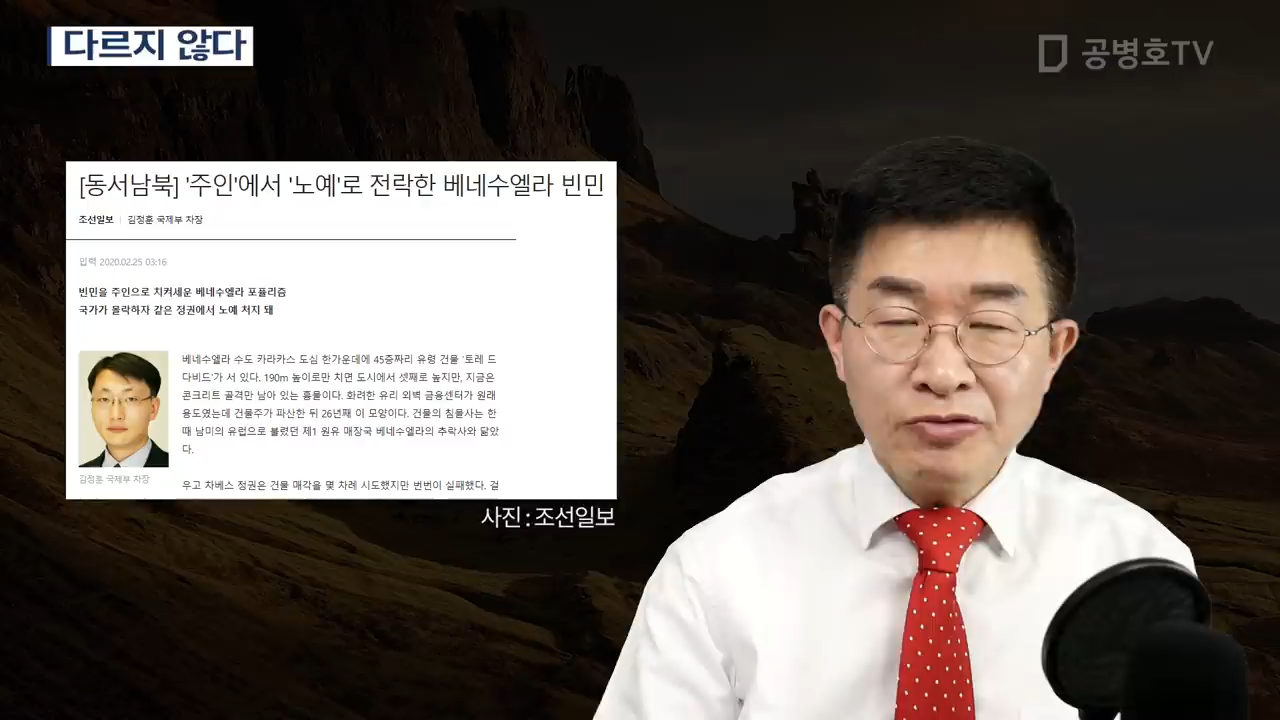 다르지 않다
공병호TV
[동서남북] '주인'에서 '노예'로 전락한 베네수엘라 빈민
조선일보 | 김정훈 국제부 차장
입력 2020.02.25 03:16
빈민을 주인으로 치켜세운 베네수엘라 포퓰리즘
국가가 몰락하자 같은 정권에서 노예 처지 돼
베네수엘라 수도 카라카스 도심 한가운데에 45층짜리 유령 건물 '토레 드
다비드'가 서 있다. 190m 높이로만 치면 도시에서 셋째로 높지만, 지금은
콘크리트 골격만 남아 있는 흉물이다. 화려한 유리 외벽 금융센터가 원래
용도였는데 건물주가 파산한 뒤 26년째 이 모양이다. 건물의 침몰사는 한
때 남미의 유럽으로 불렸던 제1 원유 매장국 베네수엘라의 추락사와 닮았
다.
김정훈 국제부 차장
우고 차베스 정권은 건물 매각을 몇 차례 시도했지만 번번이 실패했다. 걸
사진 : 조선일보